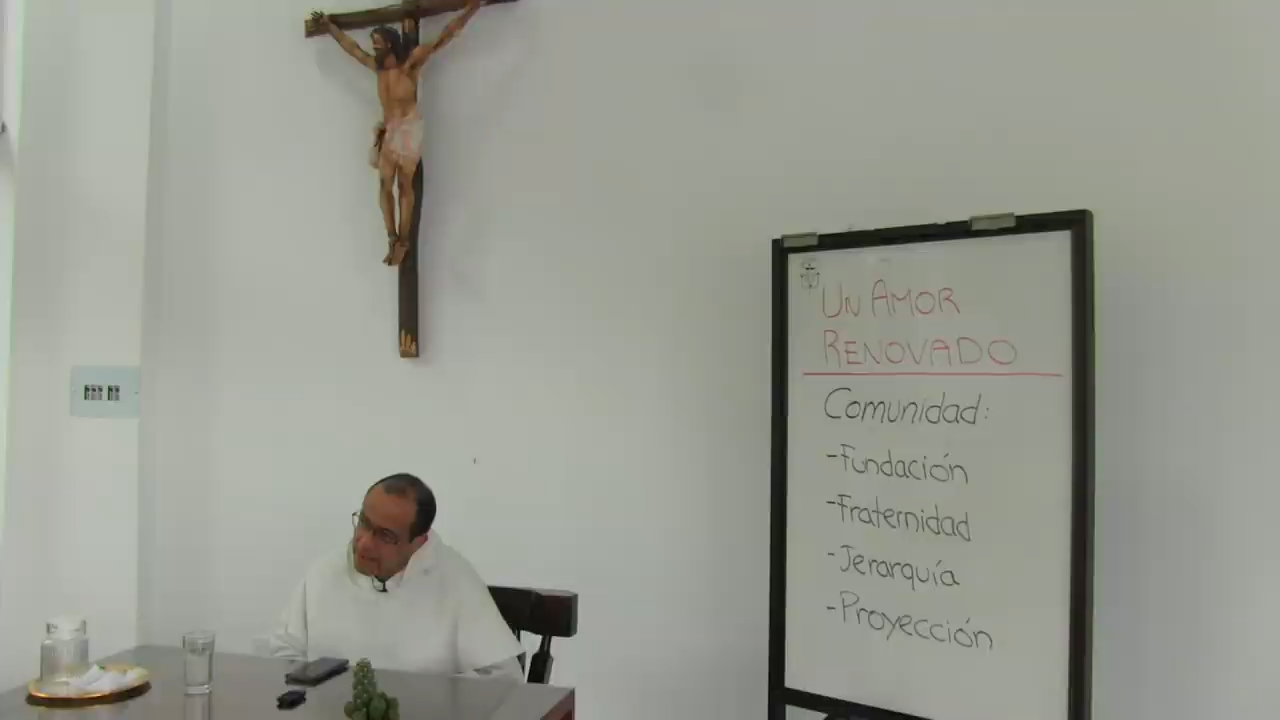 UN AMOR
RENOVADO
Comunidad:
-Fundación
-Fraternidad
-Jerarquía
-Proyección